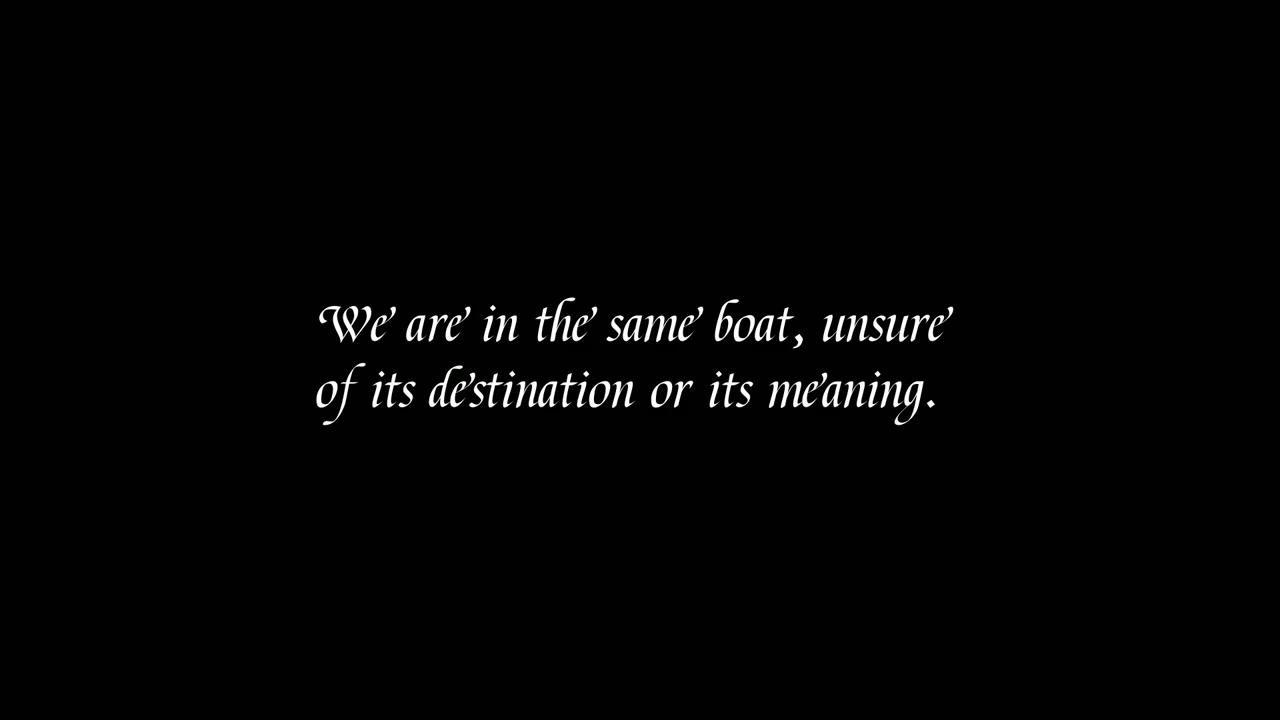 We are in the same boat, unsure
of its destination or its meaning.